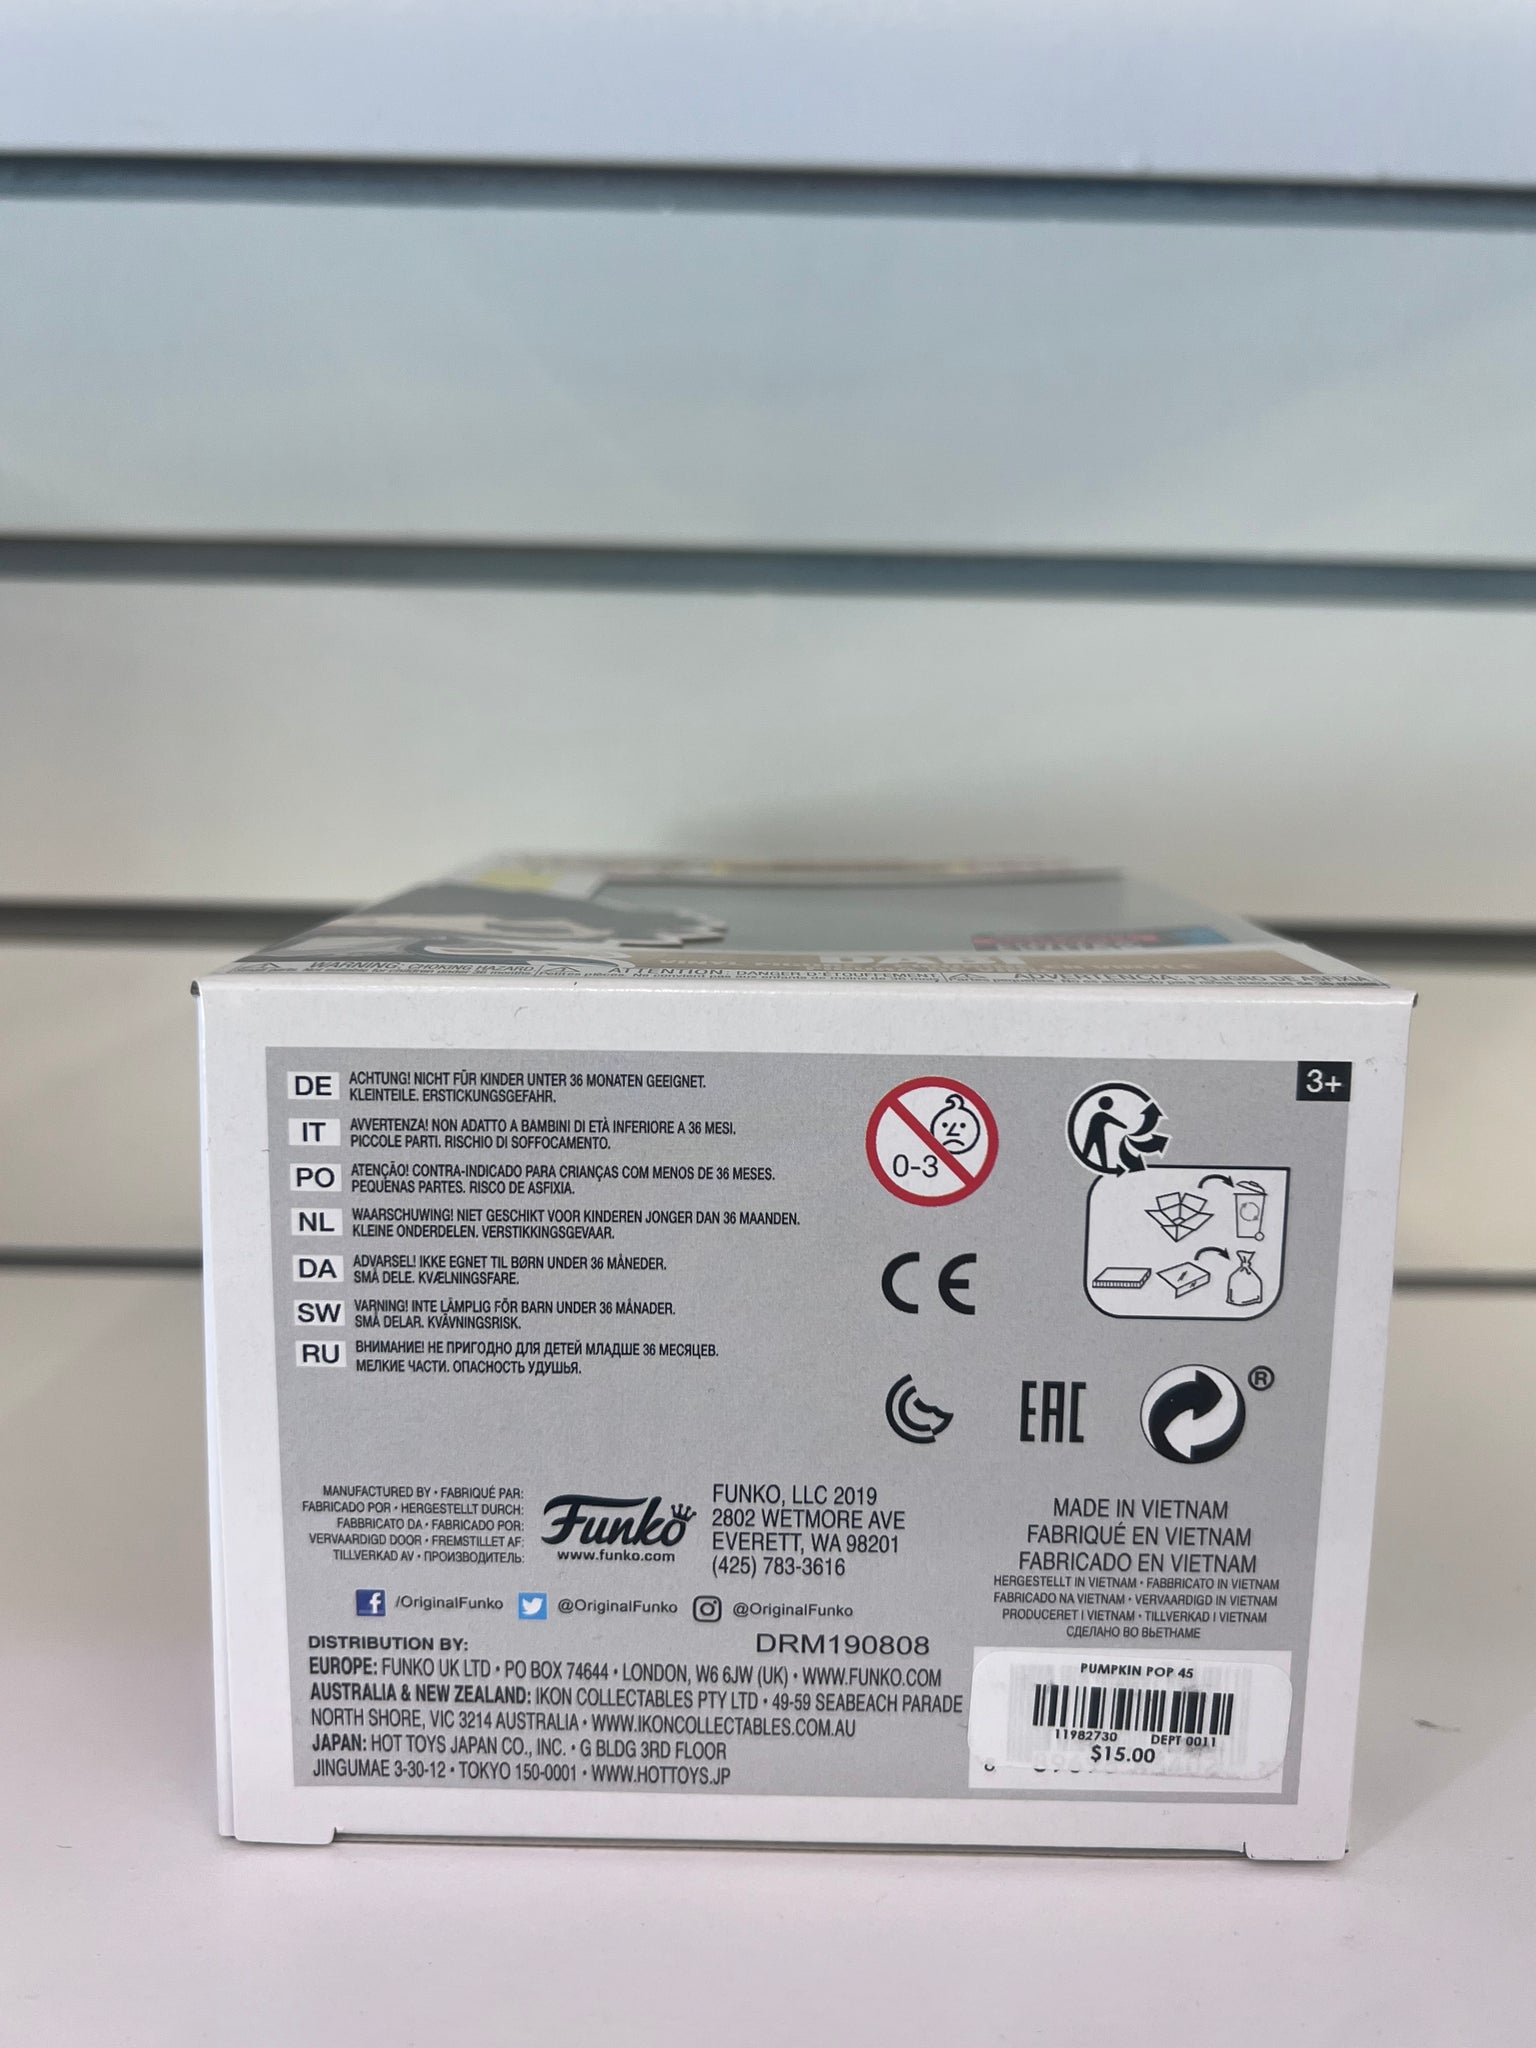 DABI
WARNING: CHOKING HAZARD
ATTENTION: DANGER D'ÉTOUFFEMENT
3+
DE ACHTUNG! NICHT FÜR KINDER UNTER 36 MONATEN GEEIGNET.
KLEINTEILE. ERSTICKUNGSGEFAHR.
IT AVVERTENZA! NON ADATTO A BAMBINI DI ETÀ INFERIORE A 36 MESI.
PICCOLE PARTI. RISCHIO DI SOFFOCAMENTO.
PO ATENÇÃO! CONTRA-INDICADO PARA CRIANÇAS COM MENOS DE 36 MESES.
PEQUENAS PARTES. RISCO DE ASFIXIA.
NL WAARSCHUWING! NIET GESCHIKT VOOR KINDEREN JONGER DAN 36 MAANDEN.
KLEINE ONDERDELEN. VERSTIKKINGSGEVAAR.
DA ADVARSEL! IKKE EGNET TIL BØRN UNDER 36 MÅNEDER.
SMÅ DELE. KVÆLNINGSFARE.
SW VARNING! INTE LÄMPLIG FÖR BARN UNDER 36 MÅNADER.
SMÅ DELAR. KVÄVNINGSRISK.
RU ВНИМАНИЕ! НЕ ПРИГОДНО ДЛЯ ДЕТЕЙ МЛАДШЕ 36 МЕСЯЦЕВ.
МЕЛКИЕ ЧАСТИ. ОПАСНОСТЬ УДУШЬЯ.
0-3
CE
EAC
®
MANUFACTURED BY • FABRIQUÉ PAR:
FABRICADO POR • HERGESTELLT DURCH:
FABBRICATO DA • FABRICADO POR:
VERVAARDIGD DOOR • FREMSTILLET AF:
TILLVERKAD AV • ПРОИЗВОДИТЕЛЬ:
Funko
www.funko.com
FUNKO, LLC 2019
2802 WETMORE AVE
EVERETT, WA 98201
(425) 783-3616
MADE IN VIETNAM
FABRIQUÉ EN VIETNAM
FABRICADO EN VIETNAM
HERGESTELLT IN VIETNAM • FABBRICATO IN VIETNAM
FABRICADO NA VIETNAM • VERVAARDIGD IN VIETNAM
PRODUCERET I VIETNAM • TILLVERKAD I VIETNAM
СДЕЛАНО ВО ВЬЕТНАМЕ
/OriginalFunko @OriginalFunko @OriginalFunko
DRM190808
DISTRIBUTION BY:
EUROPE: FUNKO UK LTD • PO BOX 74644 • LONDON, W6 6JW (UK) • WWW.FUNKO.COM
AUSTRALIA & NEW ZEALAND: IKON COLLECTABLES PTY LTD • 49-59 SEABEACH PARADE
NORTH SHORE, VIC 3214 AUSTRALIA • WWW.IKONCOLLECTABLES.COM.AU
JAPAN: HOT TOYS JAPAN CO., INC. • G BLDG 3RD FLOOR
JINGUMAE 3-30-12 • TOKYO 150-0001 • WWW.HOTTOYS.JP
PUMPKIN POP 45
11982730 DEPT 0011
$15.00